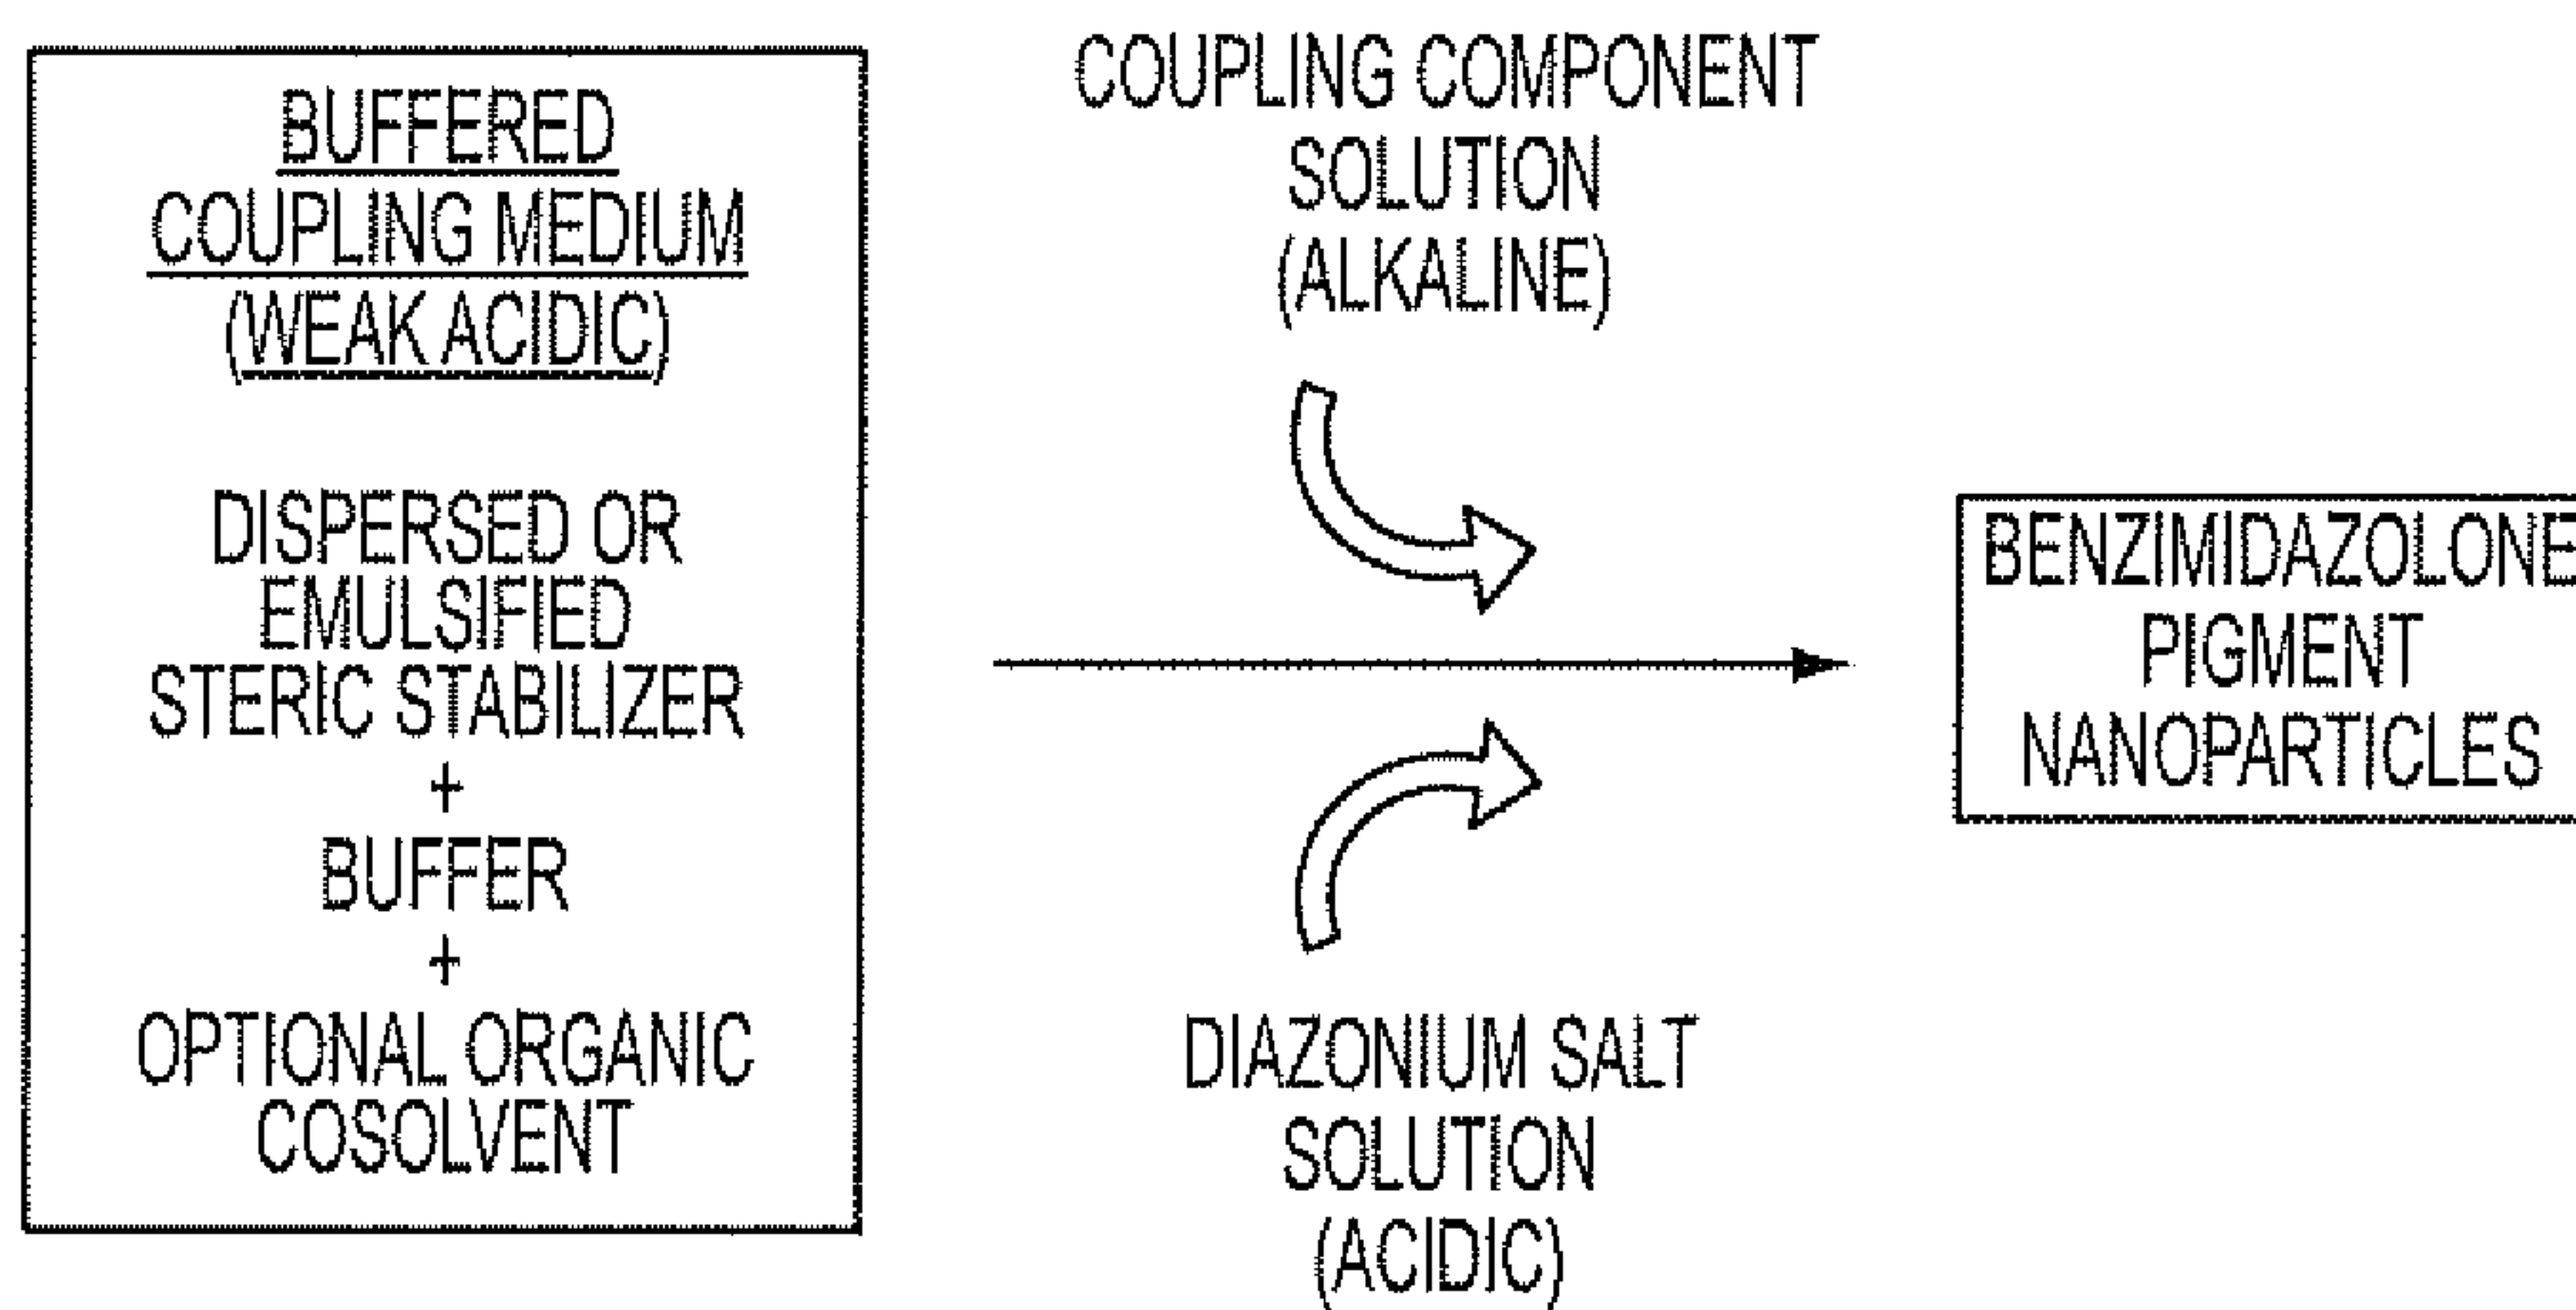 BUFFERED
COUPLING MEDIUM
(WEAK ACIDIC)
DISPERSED OR
EMULSIFIED
STERIC STABILIZER
+
BUFFER
+
OPTIONAL ORGANIC
COSOLVENT
COUPLING COMPONENT
SOLUTION
(ALKALINE)
DIAZONIUM SALT
SOLUTION
(ACIDIC)
BENZIMIDAZOLONE
PIGMENT
NANOPARTICLES